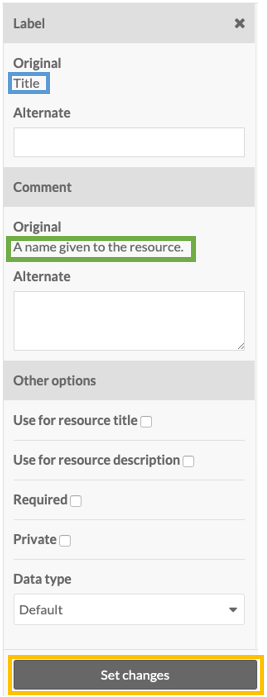 Label
Original
Title
Alternate
Comment
Original
A name given to the resource.
Alternate
Other options
Use for resource title
Use for resource description
Required
Private
Data type
Default
Set changes